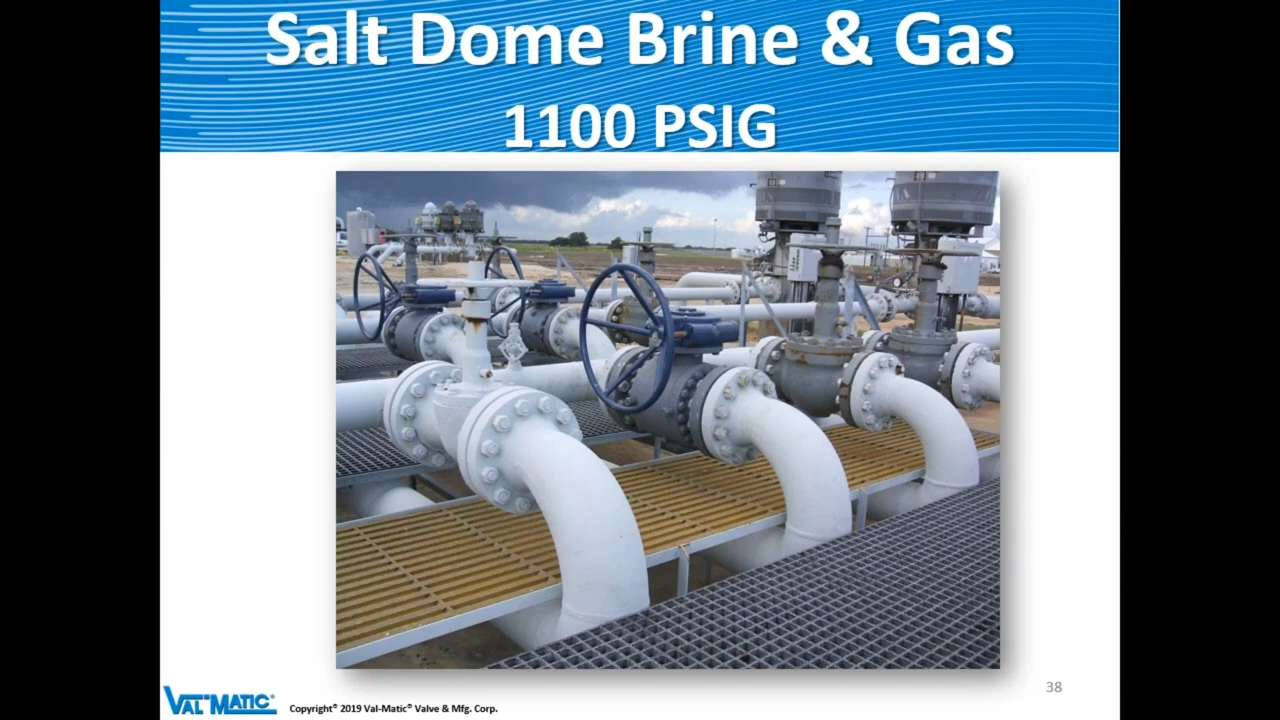 Salt Dome Brine & Gas
1100 PSIG
38
VAL MATIC®
Copyright® 2019 Val-Matic® Valve & Mfg. Corp.